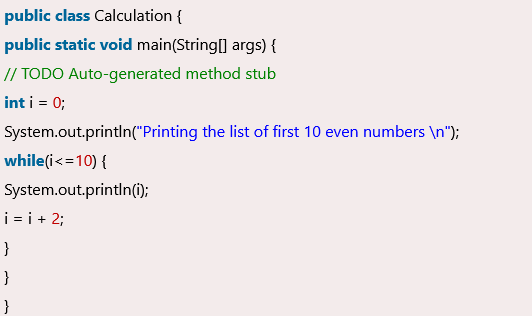 public class Calculation {
public static void main(String[] args) {
// TODO Auto-generated method stub
int i = 0;
System.out.println("Printing the list of first 10 even numbers \n");
while(i<=10) {
System.out.println(i);
i = i + 2;
}
}
}